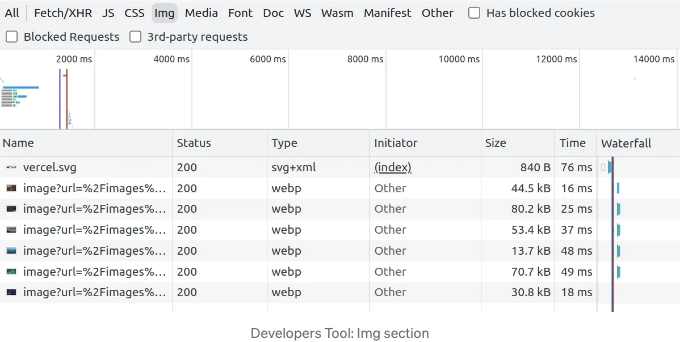 All Fetch/XHR JS CSS Img Media Font Doc WS Wasm Manifest Other Has blocked cookies
Blocked Requests 3rd-party requests
2000 ms 4000 ms 6000 ms 8000 ms 10000 ms 12000 ms 14000 ms
Name Status Type Initiator Size Time Waterfall
vercel.svg 200 svg+xml (index) 840 B 76 ms
image?url=%2Fimages%... 200 webp Other 44.5 kB 16 ms
image?url=%2Fimages%... 200 webp Other 80.2 kB 25 ms
image?url=%2Fimages%... 200 webp Other 53.4 kB 37 ms
image?url=%2Fimages%... 200 webp Other 13.7 kB 48 ms
image?url=%2Fimages%... 200 webp Other 70.7 kB 49 ms
image?url=%2Fimages%... 200 webp Other 30.8 kB 18 ms
Developers Tool: Img section